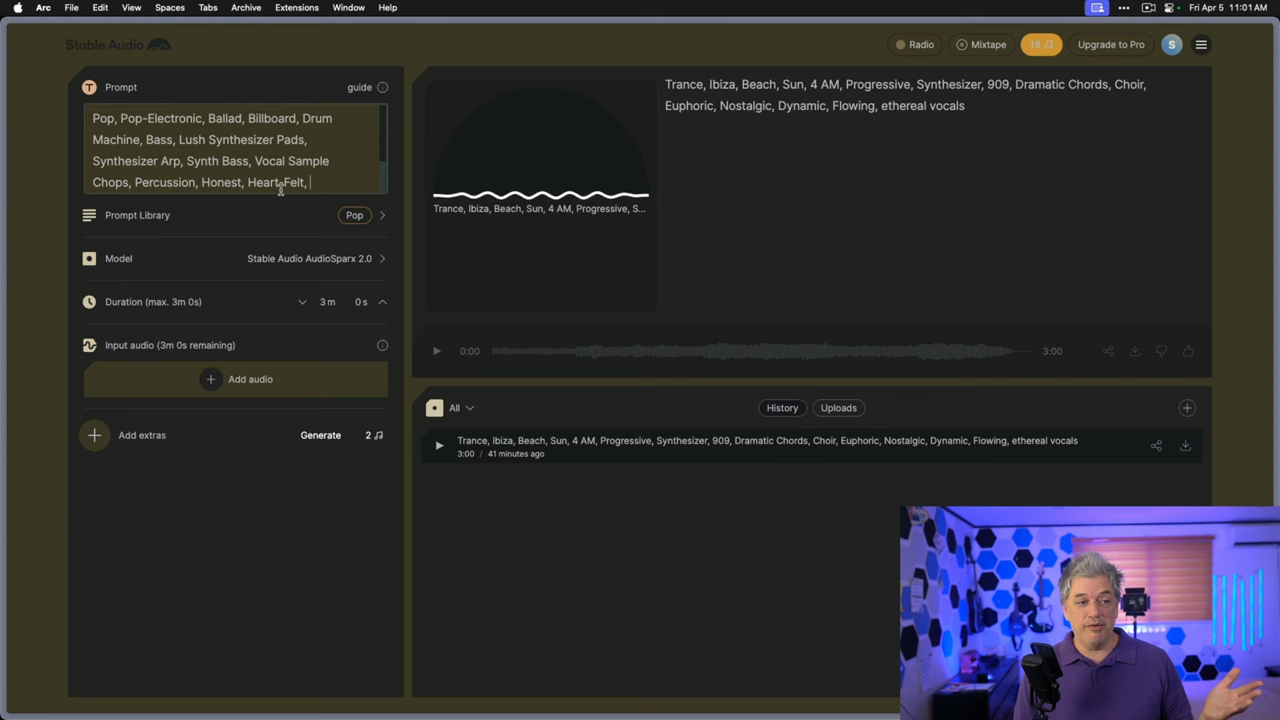 Arc File Edit View Spaces Tabs Archive Extensions Window Help
Fri Apr 5 11:01 AM
Stable Audio
Radio Mixtape 18 Upgrade to Pro S
T Prompt guide
Pop, Pop-Electronic, Ballad, Billboard, Drum
Machine, Bass, Lush Synthesizer Pads,
Synthesizer Arp, Synth Bass, Vocal Sample
Chops, Percussion, Honest, Heart-Felt,
Prompt Library Pop
Model Stable Audio AudioSparx 2.0
Duration (max. 3m 0s) 3 m 0 s
Input audio (3m 0s remaining)
Add audio
Add extras Generate 2
Trance, Ibiza, Beach, Sun, 4 AM, Progressive, Synthesizer, 909, Dramatic Chords, Choir,
Euphoric, Nostalgic, Dynamic, Flowing, ethereal vocals
Trance, Ibiza, Beach, Sun, 4 AM, Progressive, S...
0:00 3:00
All History Uploads
Trance, Ibiza, Beach, Sun, 4 AM, Progressive, Synthesizer, 909, Dramatic Chords, Choir, Euphoric, Nostalgic, Dynamic, Flowing, ethereal vocals
3:00 / 41 minutes ago